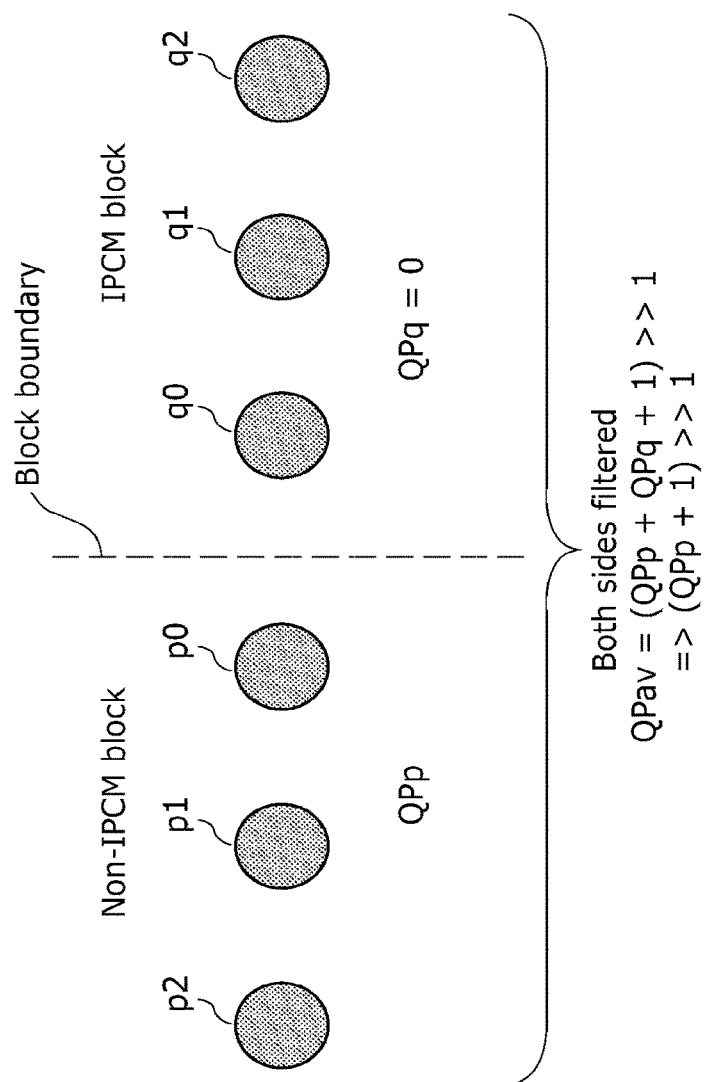 Block boundary
Non-IPCM block
IPCM block
p2 p1 p0 q0 q1 q2
QPp
QPq = 0
Both sides filtered
QPav = (QPp + QPq + 1) > > 1
=> (QPp + 1) > > 1